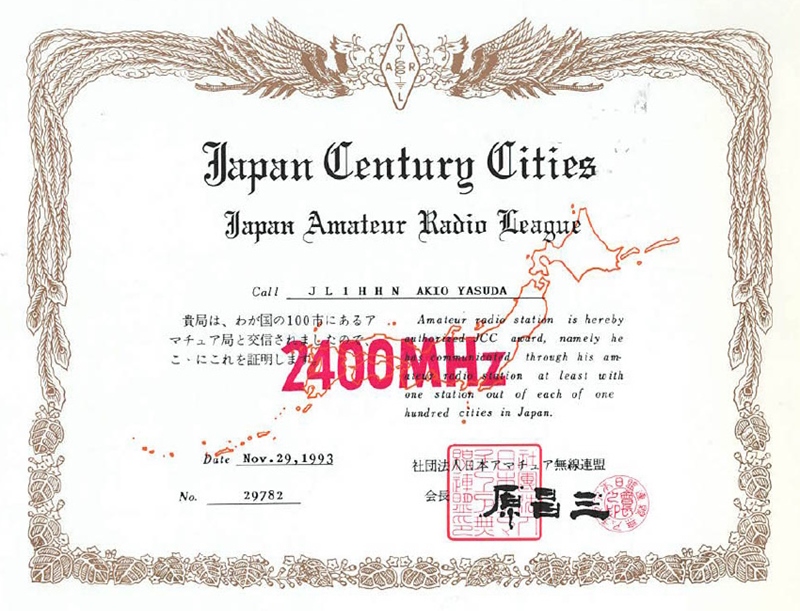 J
A R
L
Japan Century Cities
Japan Amateur Radio League
Call JL1HHN AKIO YASUDA
貴局は、わが国の100市にあるア
マチュア局と交信されましたので、
こゝにこれを証明します。
Amateur radio station is hereby
authorized JCC award, namely he
has communicated through his am-
ateur radio station at least with
one station out of each of one
hundred cities in Japan.
2400MHz
Date Nov.29,1993
No. 29782
社団法人日本アマチュア無線連盟
会長 原昌三